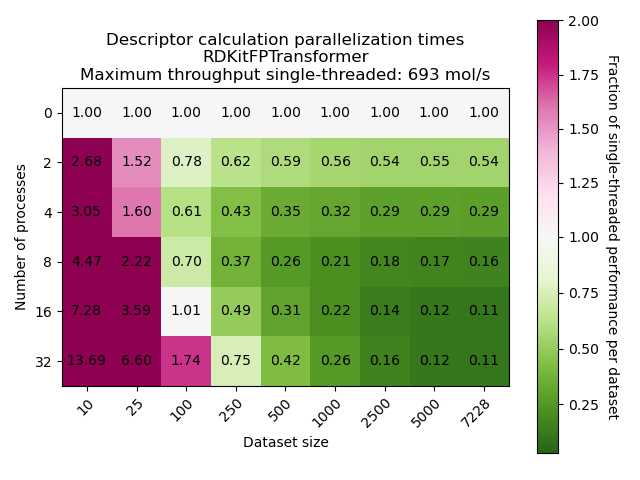 Descriptor calculation parallelization times
RDKitFPTransformer
Maximum throughput single-threaded: 693 mol/s
Number of processes
0 1.00 1.00 1.00 1.00 1.00 1.00 1.00 1.00 1.00
2 2.68 1.52 0.78 0.62 0.59 0.56 0.54 0.55 0.54
4 3.05 1.60 0.61 0.43 0.35 0.32 0.29 0.29 0.29
8 4.47 2.22 0.70 0.37 0.26 0.21 0.18 0.17 0.16
16 7.28 3.59 1.01 0.49 0.31 0.22 0.14 0.12 0.11
32 13.69 6.60 1.74 0.75 0.42 0.26 0.16 0.12 0.11
10 25 100 250 500 1000 2500 5000 7228
Dataset size
2.00
1.75
1.50
1.25
1.00
0.75
0.50
0.25
Fraction of single-threaded performance per dataset